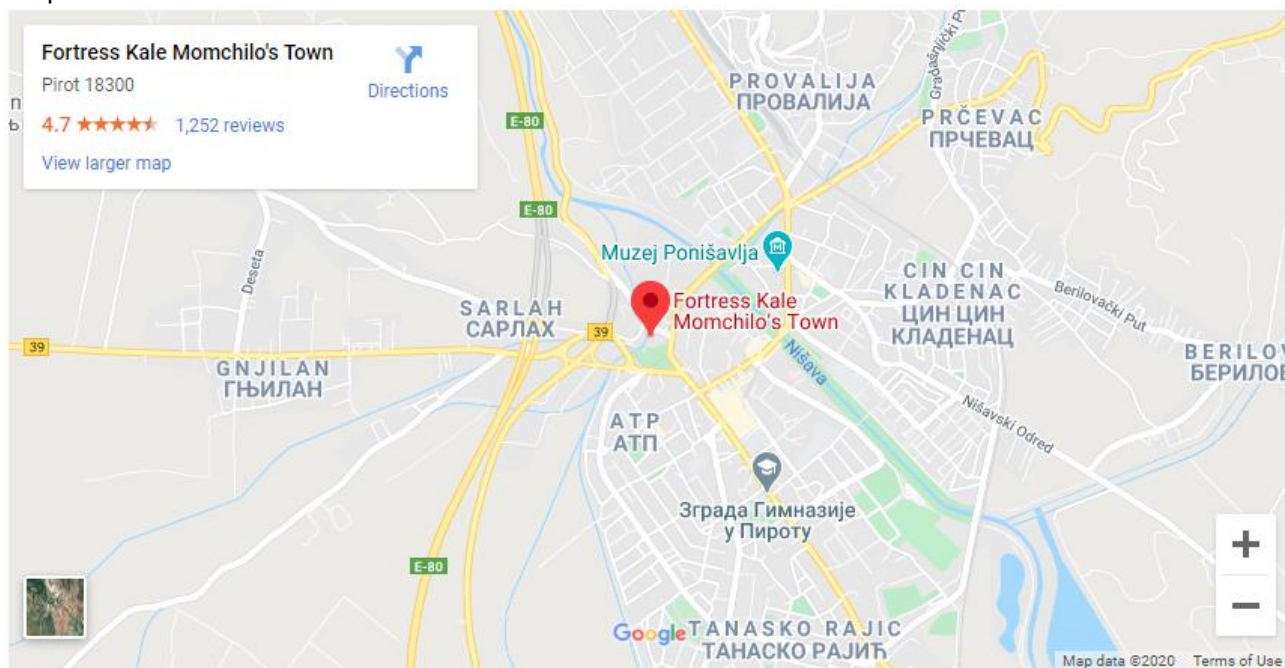 Fortress Kale Momchilo's Town
Pirot 18300
Directions
4.7
1,252 reviews
View larger map
E-80
E-80
PROVALIJA
ПРОВАЛИЈА
Gradašnjički Put
PRČEVAC
ПРЧЕВАЦ
Deseta
SARLAH
САРЛАХ
39
39
GNJILAN
ГЊИЛАН
Muzej Ponišavlja
Fortress Kale
Momchilo's Town
CIN CIN
KLADENAC
ЦИН ЦИН
КЛАДЕНАЦ
Berilovački Put
BERILOV
БЕРИЛОВ
Nišava
Nišavski Odred
ATP
АТП
Зграда Гимназије
у Пироту
E-80
Google
TANASKO RAJIC
ТАНАСКО РАЈИЋ
+
−
Map data ©2020
Terms of Use